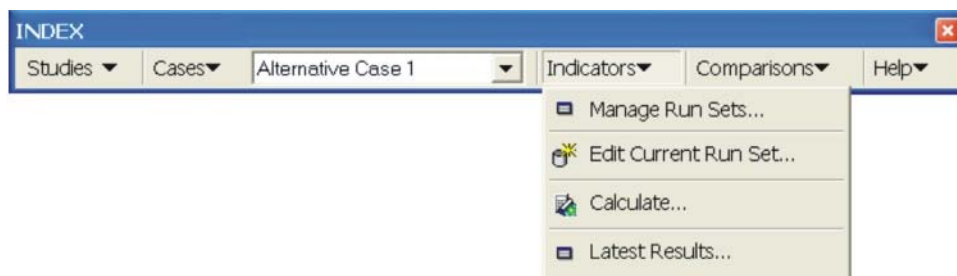 INDEX
Studies Cases Alternative Case 1 Indicators Comparisons Help
Manage Run Sets...
Edit Current Run Set...
Calculate...
Latest Results...